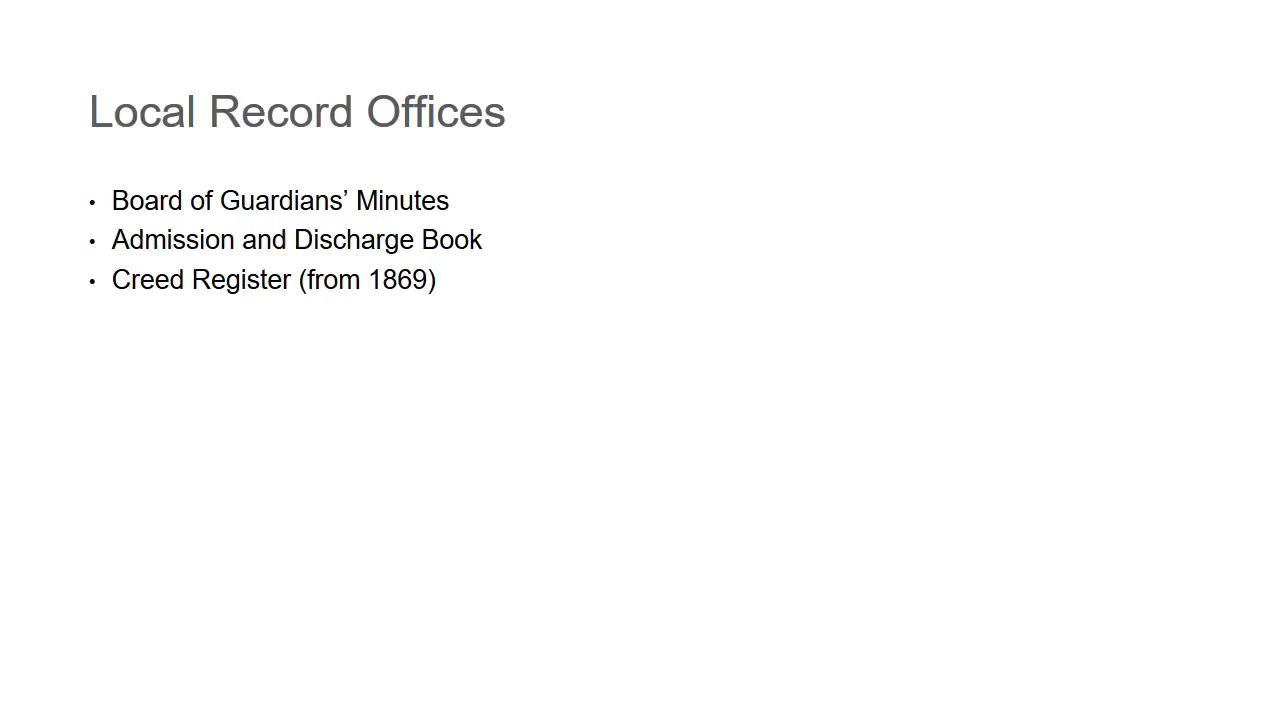 Local Record Offices
• Board of Guardians’ Minutes
• Admission and Discharge Book
• Creed Register (from 1869)